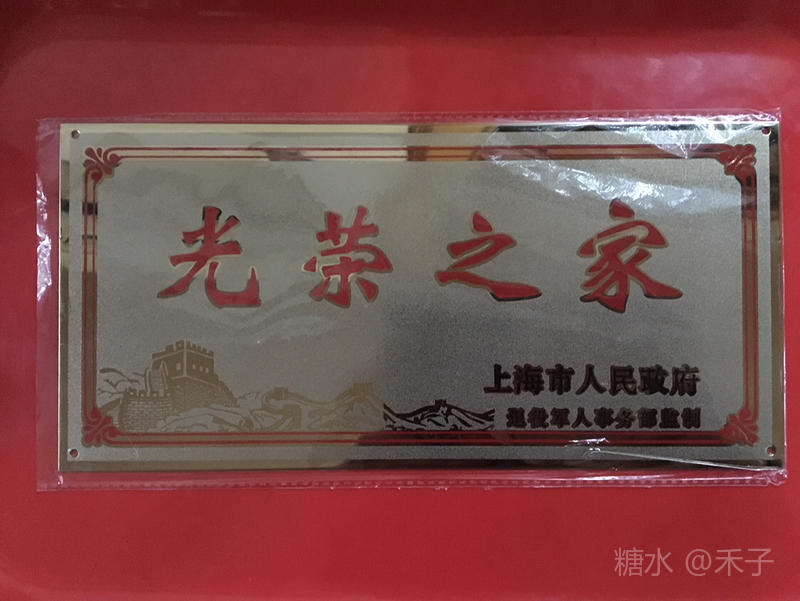 光荣之家
上海市人民政府
退役军人事务部监制
糖水 @禾子